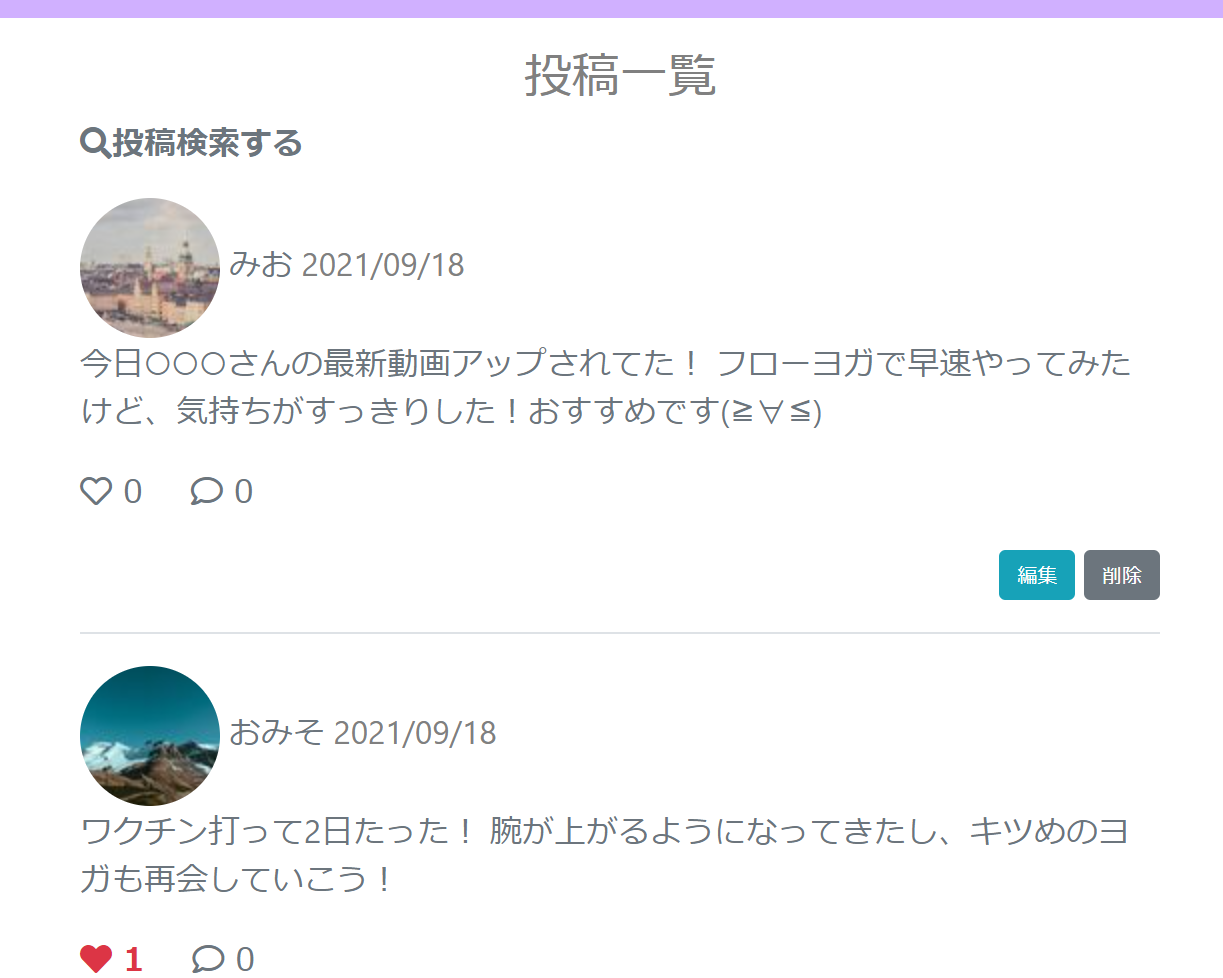 投稿一覧
投稿検索する
みお 2021/09/18
今日○○○さんの最新動画アップされてた！ フローヨガで早速やってみた
けど、気持ちがすっきりした！おすすめです(≧∀≦)
0 0
編集 削除
おみそ 2021/09/18
ワクチン打って2日たった！ 腕が上がるようになってきたし、キツめのヨ
ガも再会していこう！
1 0